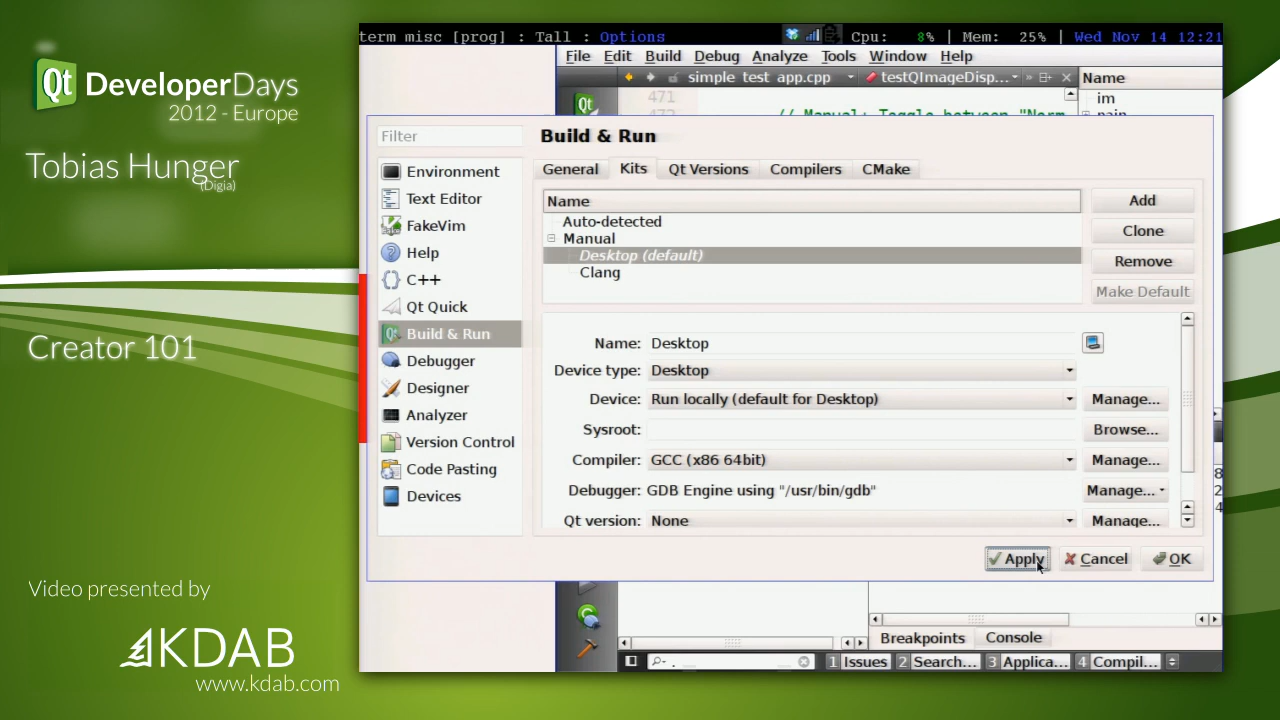 Qt DeveloperDays
2012 - Europe
Tobias Hunger
(Digia)
Creator 101
Video presented by
KDAB
www.kdab.com
term misc [prog] : Tall : Options
Cpu: 8% | Mem: 25% | Wed Nov 14 12:21
File Edit Build Debug Analyze Tools Window Help
simple test app.cpp testQImageDisp... » Name
Qt 471 im
// Manual: Toggle between "Norm
Filter Build & Run
General Kits Qt Versions Compilers CMake
Environment
Text Editor
FakeVim
Help
C++
Qt Quick
Build & Run
Debugger
Designer
Analyzer
Version Control
Code Pasting
Devices
Name
Auto-detected
Manual
Desktop (default)
Clang
Add
Clone
Remove
Make Default
Name: Desktop
Device type: Desktop
Device: Run locally (default for Desktop) Manage...
Sysroot: Browse...
Compiler: GCC (x86 64bit) Manage...
Debugger: GDB Engine using "/usr/bin/gdb" Manage...
Qt version: None Manage...
Apply Cancel OK
Breakpoints Console
1 Issues 2 Search... 3 Applica... 4 Compil...